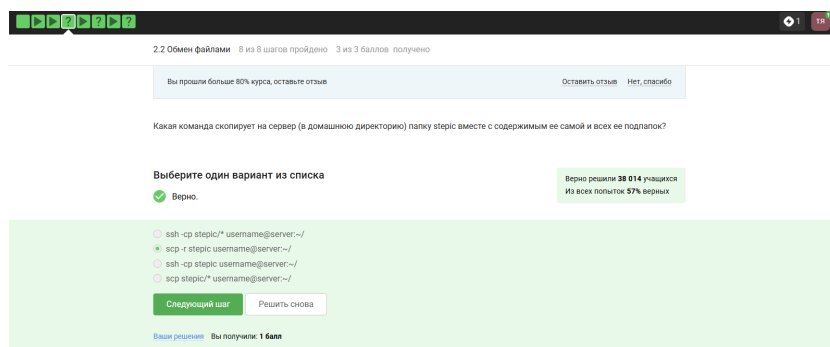 ?
?
?
1
ТЯ
2.2 Обмен файлами 8 из 8 шагов пройдено 3 из 3 баллов получено
Вы прошли больше 80% курса, оставьте отзыв Оставить отзыв Нет, спасибо
Какая команда скопирует на сервер (в домашнюю директорию) папку stepic вместе с содержимым ее самой и всех ее подпапок?
Выберите один вариант из списка
Верно.
Верно решили 38 014 учащихся
Из всех попыток 57% верных
ssh -cp stepic/* username@server:~/
scp -r stepic username@server:~/
ssh -cp stepic username@server:~/
scp stepic/* username@server:~/
Следующий шаг Решить снова
Ваши решения Вы получили: 1 балл